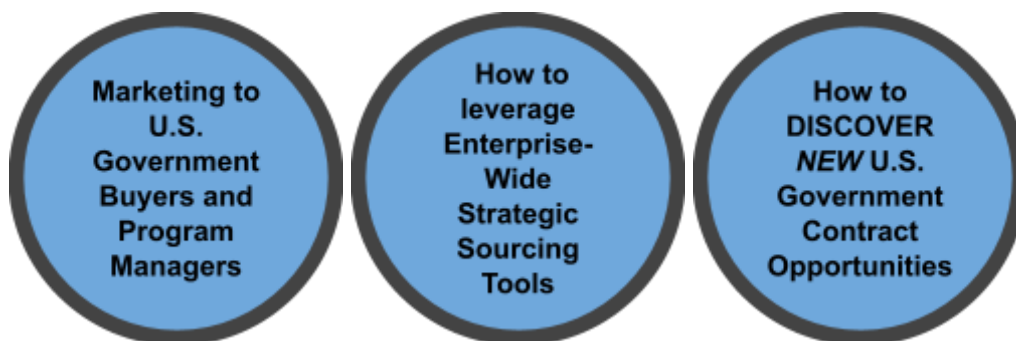 Marketing to
U.S.
Government
Buyers and
Program
Managers
How to
leverage
Enterprise-
Wide
Strategic
Sourcing
Tools
How to
DISCOVER
NEW U.S.
Government
Contract
Opportunities